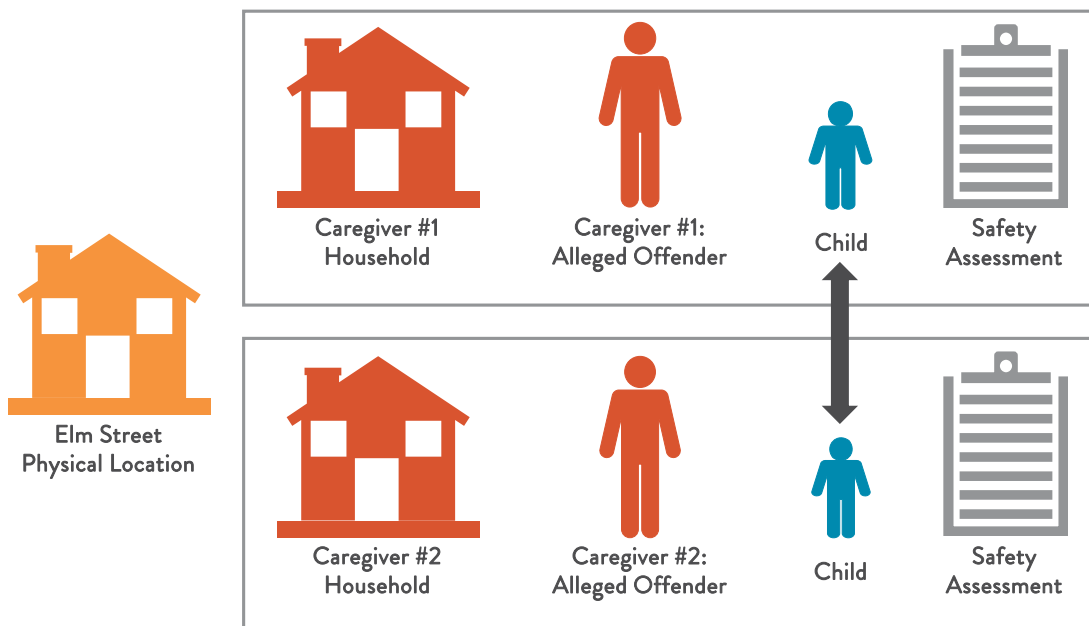 Caregiver #1
Household
Caregiver #1:
Alleged Offender
Child
Safety
Assessment
Elm Street
Physical Location
Caregiver #2
Household
Caregiver #2:
Alleged Offender
Child
Safety
Assessment